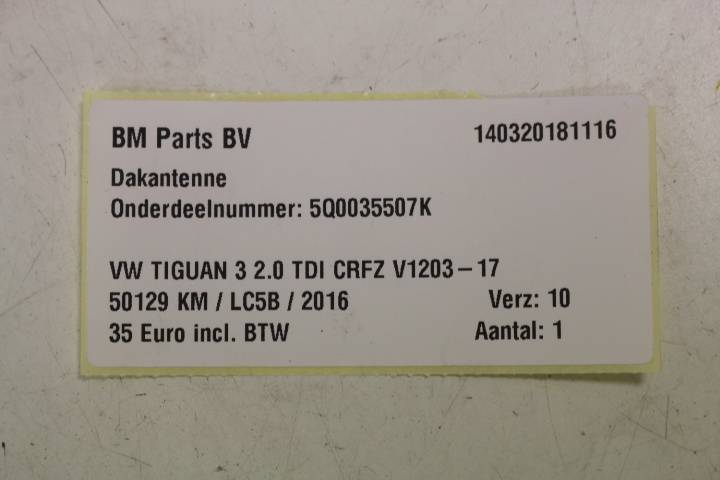 BM Parts BV 140320181116
Dakantenne
Onderdeelnummer: 5Q0035507K
VW TIGUAN 3 2.0 TDI CRFZ V1203-17
50129 KM / LC5B / 2016 Verz: 10
35 Euro incl. BTW Aantal: 1